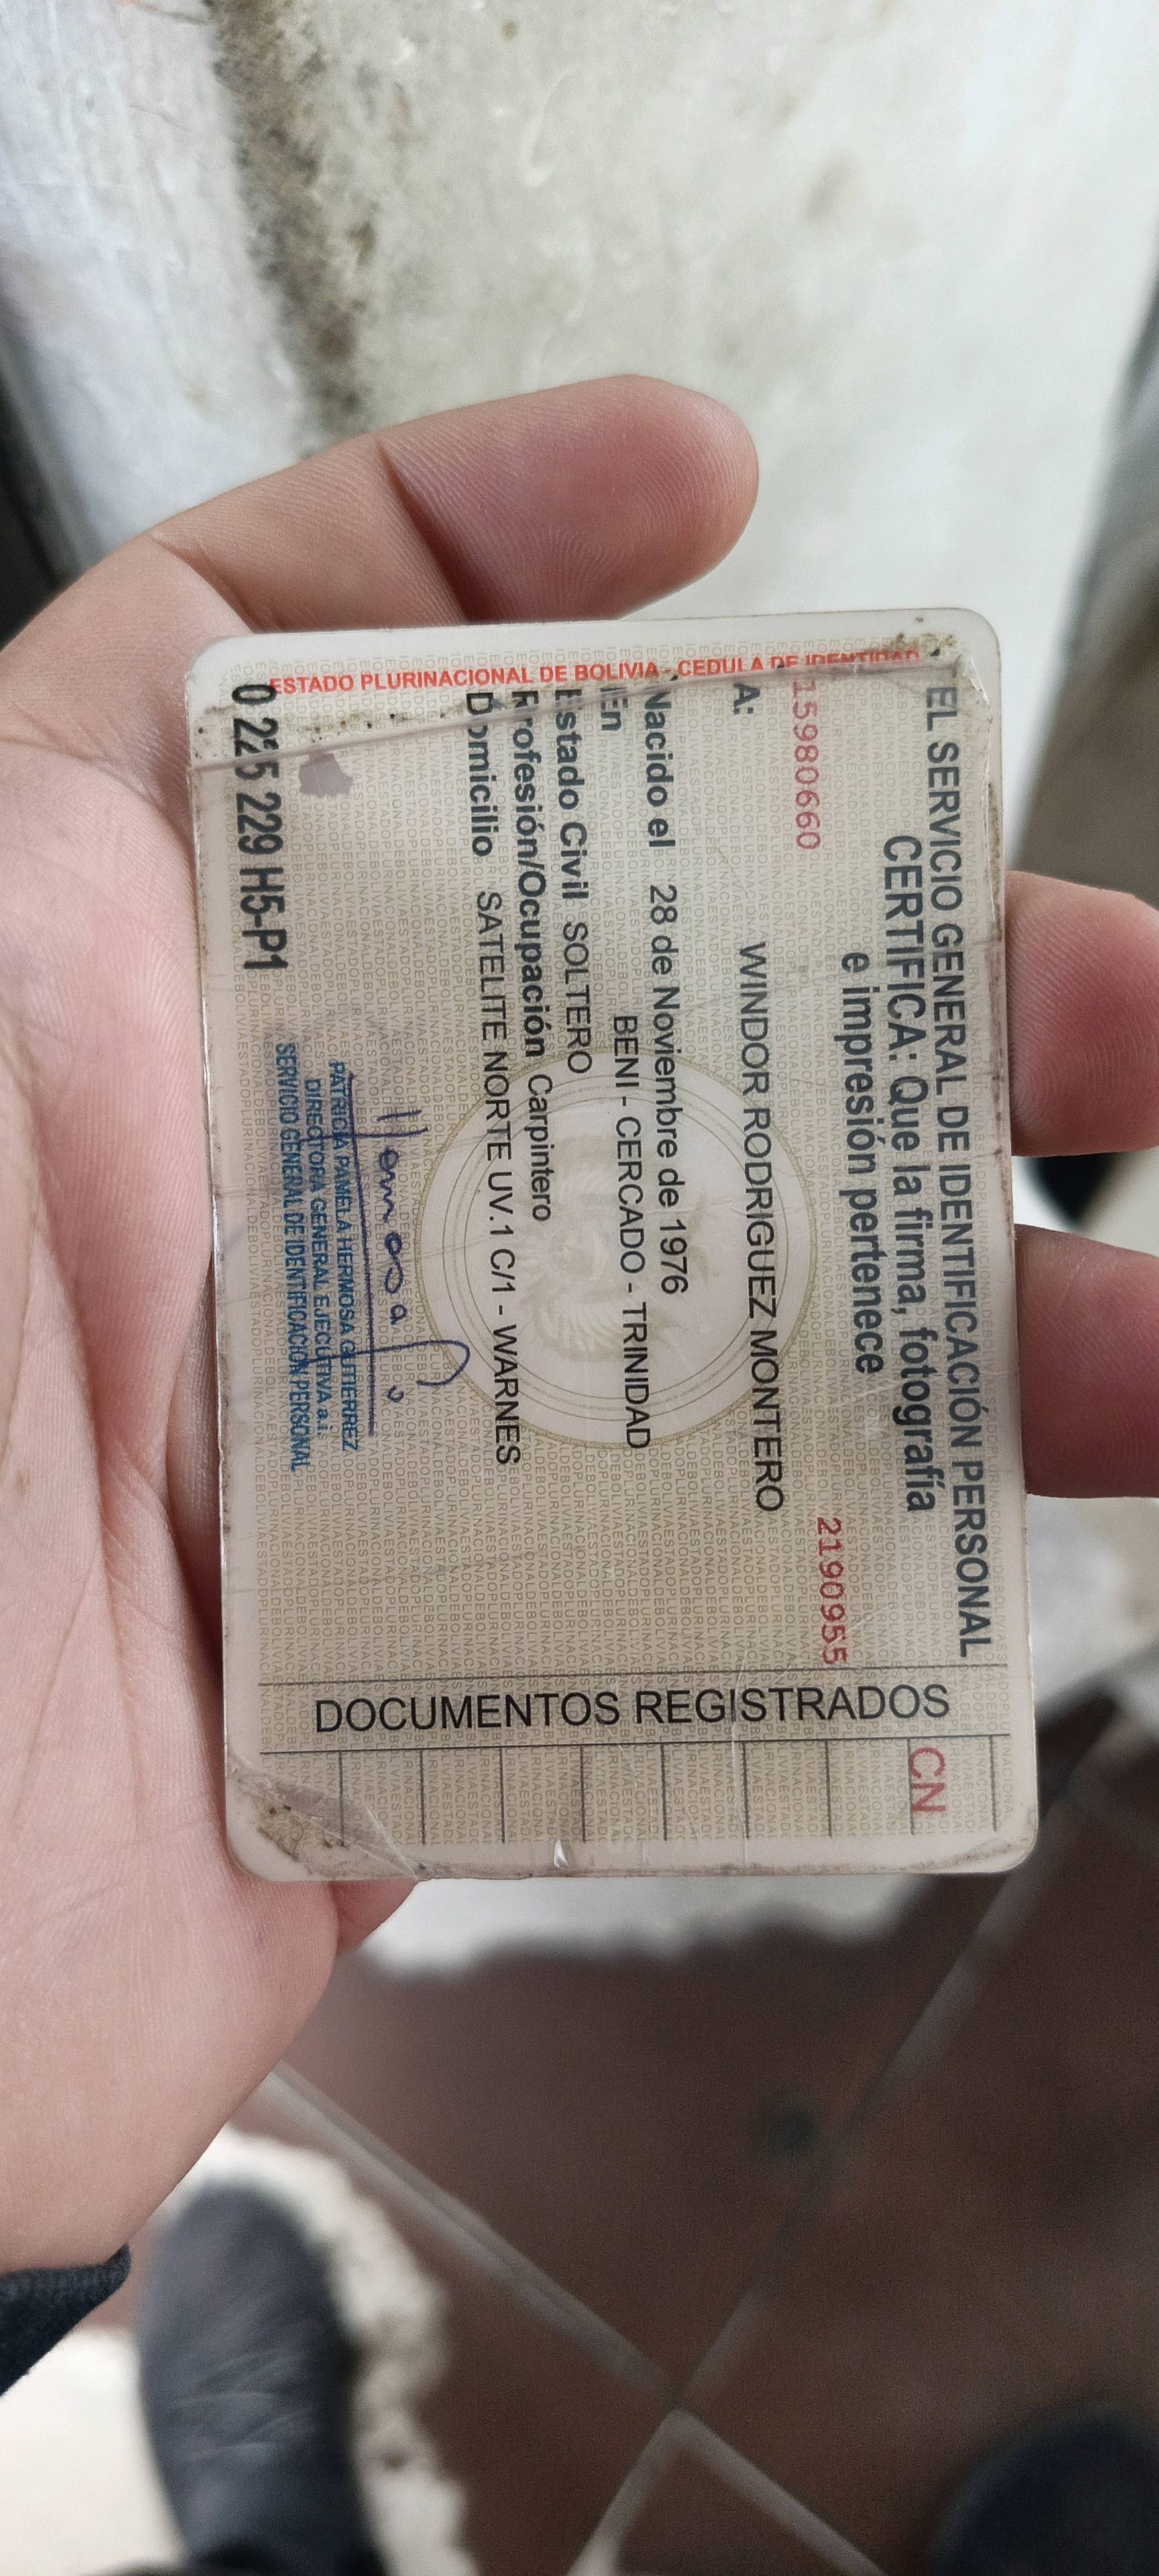 EL SERVICIO GENERAL DE IDENTIFICACIÓN PERSONAL
CERTIFICA: Que la firma, fotografía
e impresión pertenece
15980660
2190955
A: WINDOR RODRIGUEZ MONTERO
Nacido el 28 de Noviembre de 1976
En BENI - CERCADO - TRINIDAD
Estado Civil SOLTERO
Profesión/Ocupación Carpintero
Domicilio SATELITE NORTE UV.1 C/1 - WARNES
PATRICIA PAMELA HERMOSA GUTIERREZ
DIRECTORA GENERAL EJECUTIVA a.i.
SERVICIO GENERAL DE IDENTIFICACIÓN PERSONAL
0 225 229 H5-P1
ESTADO PLURINACIONAL DE BOLIVIA - CEDULA DE IDENTIDAD
DOCUMENTOS REGISTRADOS
CN